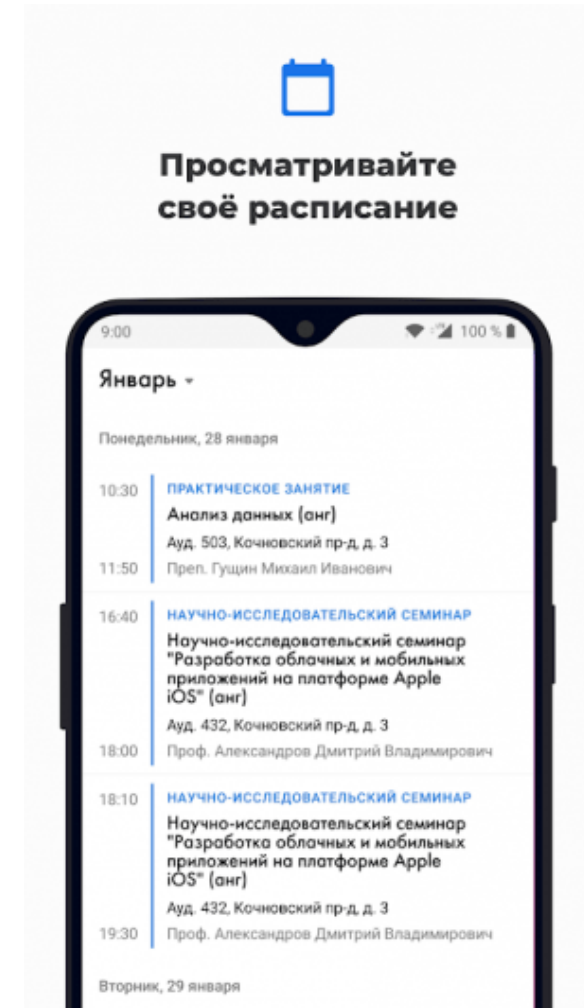 Просматривайте
своё расписание
9:00
100 %
Январь
Понедельник, 28 января
10:30
ПРАКТИЧЕСКОЕ ЗАНЯТИЕ
Анализ данных (анг)
Ауд. 503, Кочновский пр-д, д. 3
11:50
Преп. Гущин Михаил Иванович
16:40
НАУЧНО-ИССЛЕДОВАТЕЛЬСКИЙ СЕМИНАР
Научно-исследовательский семинар
"Разработка облачных и мобильных
приложений на платформе Apple
iOS" (анг)
Ауд. 432, Кочновский пр-д, д. 3
18:00
Проф. Александров Дмитрий Владимирович
18:10
НАУЧНО-ИССЛЕДОВАТЕЛЬСКИЙ СЕМИНАР
Научно-исследовательский семинар
"Разработка облачных и мобильных
приложений на платформе Apple
iOS" (анг)
Ауд. 432, Кочновский пр-д, д. 3
19:30
Проф. Александров Дмитрий Владимирович
Вторник, 29 января